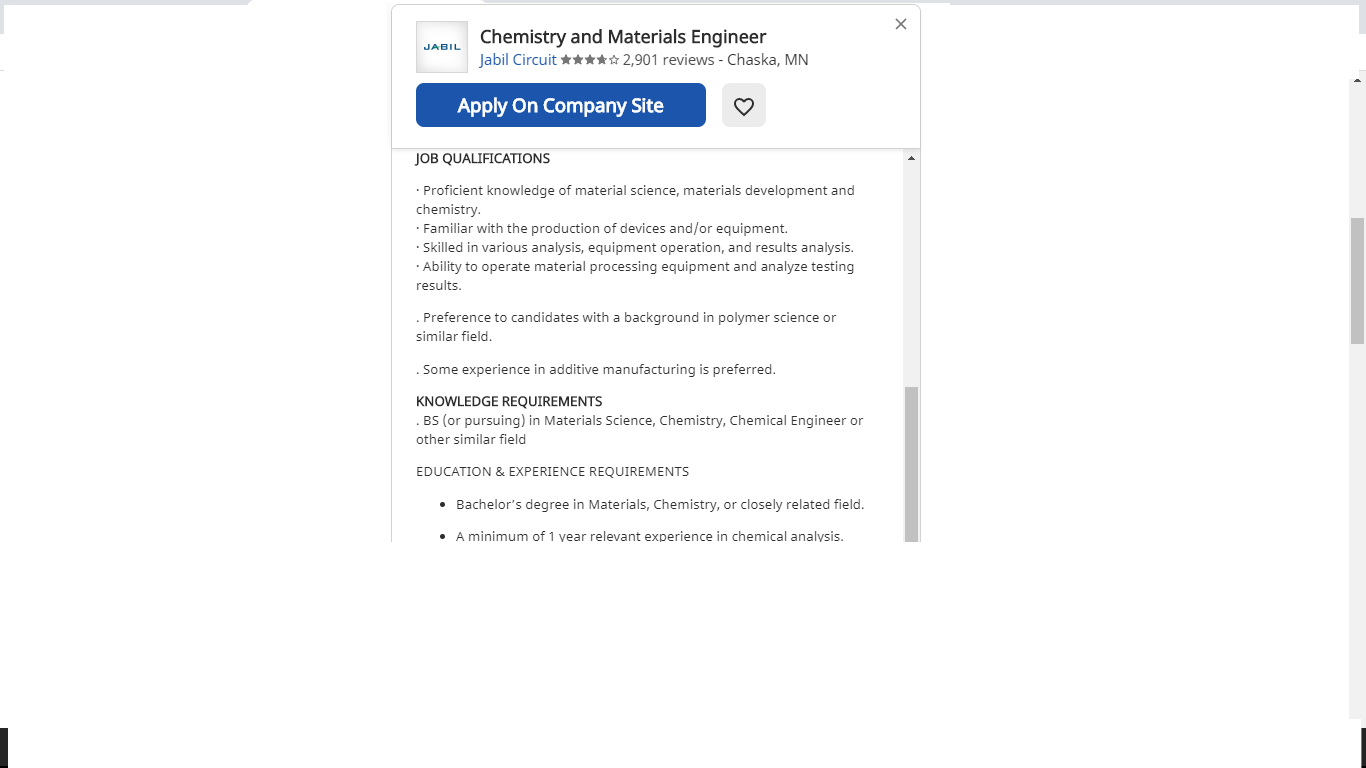 JABIL
Chemistry and Materials Engineer
Jabil Circuit ★★★★☆ 2,901 reviews - Chaska, MN
Apply On Company Site
JOB QUALIFICATIONS
· Proficient knowledge of material science, materials development and
chemistry.
· Familiar with the production of devices and/or equipment.
· Skilled in various analysis, equipment operation, and results analysis.
· Ability to operate material processing equipment and analyze testing
results.
. Preference to candidates with a background in polymer science or
similar field.
. Some experience in additive manufacturing is preferred.
KNOWLEDGE REQUIREMENTS
. BS (or pursuing) in Materials Science, Chemistry, Chemical Engineer or
other similar field
EDUCATION & EXPERIENCE REQUIREMENTS
• Bachelor's degree in Materials, Chemistry, or closely related field.
• A minimum of 1 year relevant experience in chemical analysis.